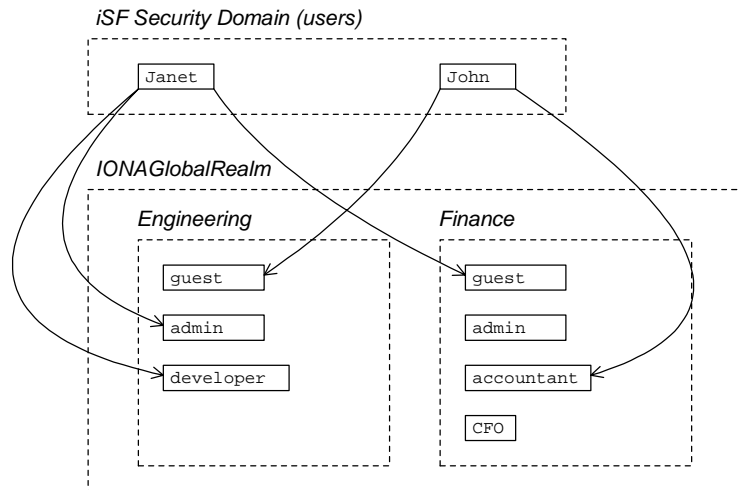 iSF Security Domain (users)
Janet
John
IONAGlobalRealm
Engineering
Finance
guest
guest
admin
admin
developer
accountant
CFO